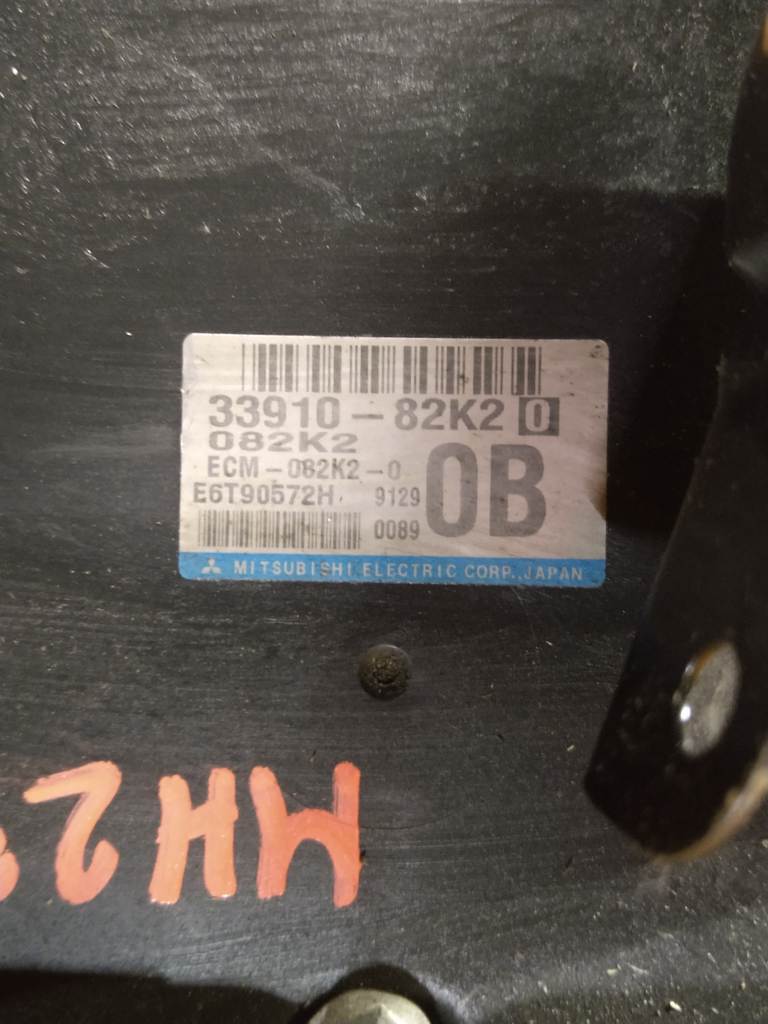 33910-82K2 0
082K2
ECM-082K2-0
0B
E6T90572H 9129
0089
MITSUBISHI ELECTRIC CORP., JAPAN
MH2